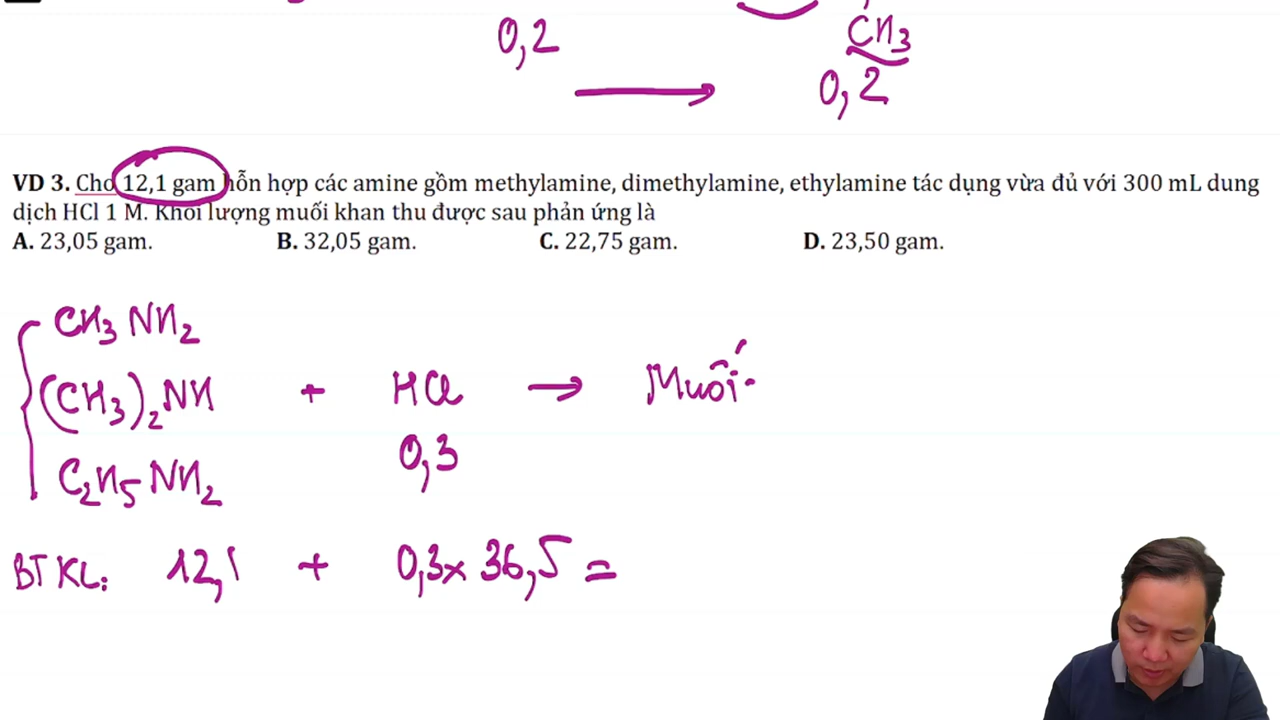 0,2
CH3
0,2
VD 3. Cho 12,1 gam hỗn hợp các amine gồm methylamine, dimethylamine, ethylamine tác dụng vừa đủ với 300 mL dung
dịch HCl 1 M. Khối lượng muối khan thu được sau phản ứng là
A. 23,05 gam. B. 32,05 gam. C. 22,75 gam. D. 23,50 gam.
CH3NH2
(CH3)2NH + HCl → Muối
0,3
C2H5NH2
BTKL: 12,1 + 0,3x 36,5 =